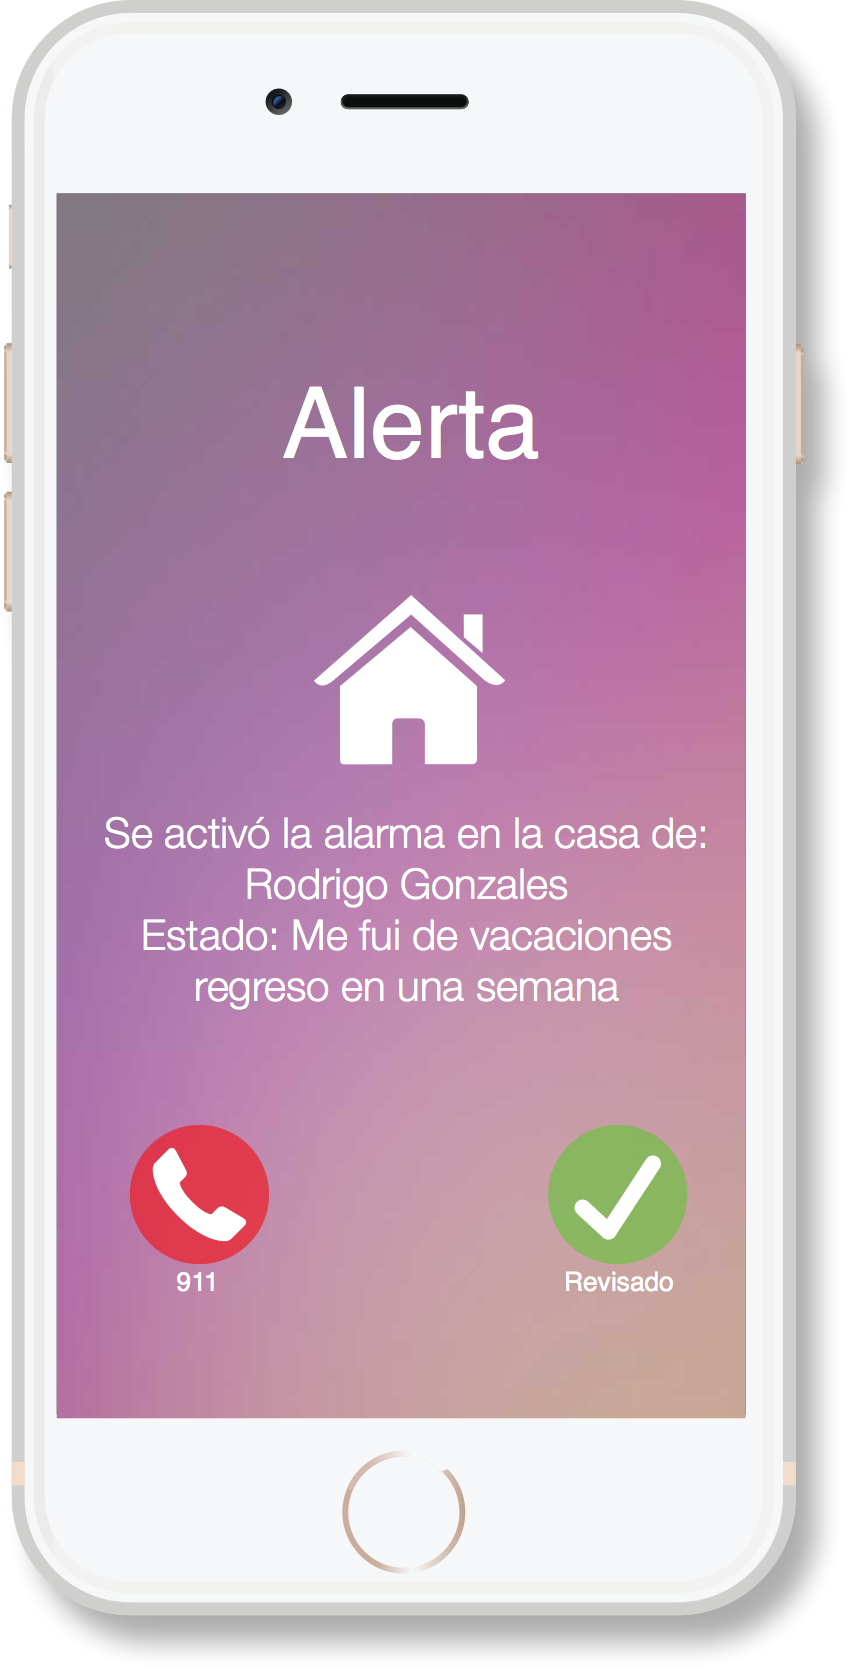 Alerta
Se activó la alarma en la casa de:
Rodrigo Gonzales
Estado: Me fui de vacaciones
regreso en una semana
911
Revisado